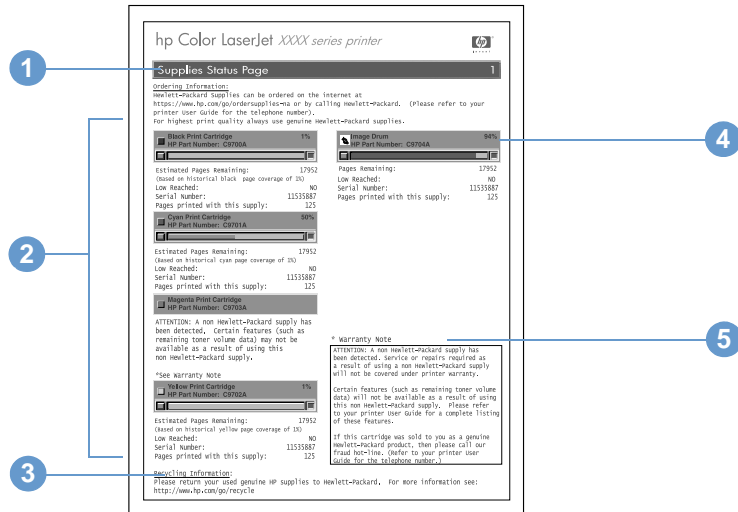 hp Color LaserJet XXXX series printer
hp
Supplies Status Page 1
Ordering Information:
Hewlett-Packard Supplies can be ordered on the internet at
https://www.hp.com/go/ordersupplies-na or by calling Hewlett-Packard. (Please refer to your
printer User Guide for the telephone number).
For highest print quality always use genuine Hewlett-Packard supplies.
Black Print Cartridge 1%
HP Part Number: C9700A
Estimated Pages Remaining: 17952
(Based on historical black page coverage of 1%)
Low Reached: NO
Serial Number: 11535887
Pages printed with this supply: 125
Cyan Print Cartridge 50%
HP Part Number: C9701A
Estimated Pages Remaining: 17952
(Based on historical cyan page coverage of 1%)
Low Reached: NO
Serial Number: 11535887
Pages printed with this supply: 125
Magenta Print Cartridge
HP Part Number: C9703A
ATTENTION: A non Hewlett-Packard supply has
been detected. Certain features (such as
remaining toner volume data) may not be
available as a result of using this
non Hewlett-Packard supply.
*See Warranty Note
Yellow Print Cartridge 1%
HP Part Number: C9702A
Estimated Pages Remaining: 17952
(Based on historical yellow page coverage of 1%)
Low Reached: NO
Serial Number: 11535887
Pages printed with this supply: 125
Image Drum 94%
HP Part Number: C9704A
Pages Remaining: 17952
Low Reached: NO
Serial Number: 11535887
Pages printed with this supply: 125
* Warranty Note
ATTENTION: A non Hewlett-Packard supply has
been detected. Service or repairs required as
a result of using a non Hewlett-Packard supply
will not be covered under printer warranty.
Certain features (such as remaining toner volume
data) will not be available as a result of using
this non Hewlett-Packard supply. Please refer
to your printer User Guide for a complete listing
of these features.
If this cartridge was sold to you as a genuine
Hewlett-Packard product, then please call our
fraud hot-line. (Refer to your printer User
Guide for the telephone number.)
Recycling Information:
Please return your used genuine HP supplies to Hewlett-Packard. For more information see:
http://www.hp.com/go/recycle
1
2
3
4
5